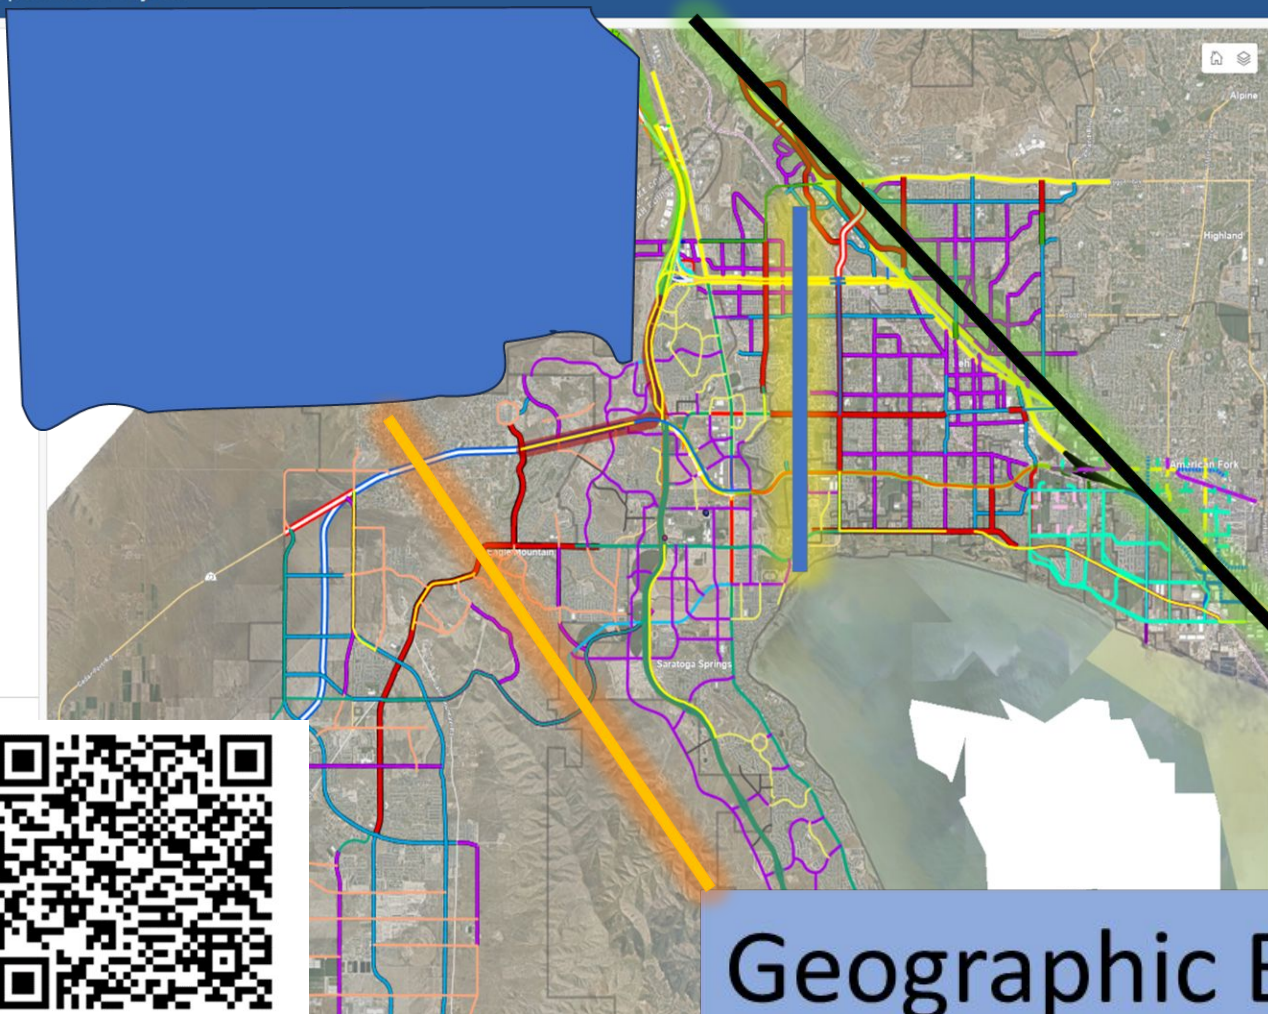 Alpine
Highland
American Fork
Eagle Mountain
Saratoga Springs
Geographic